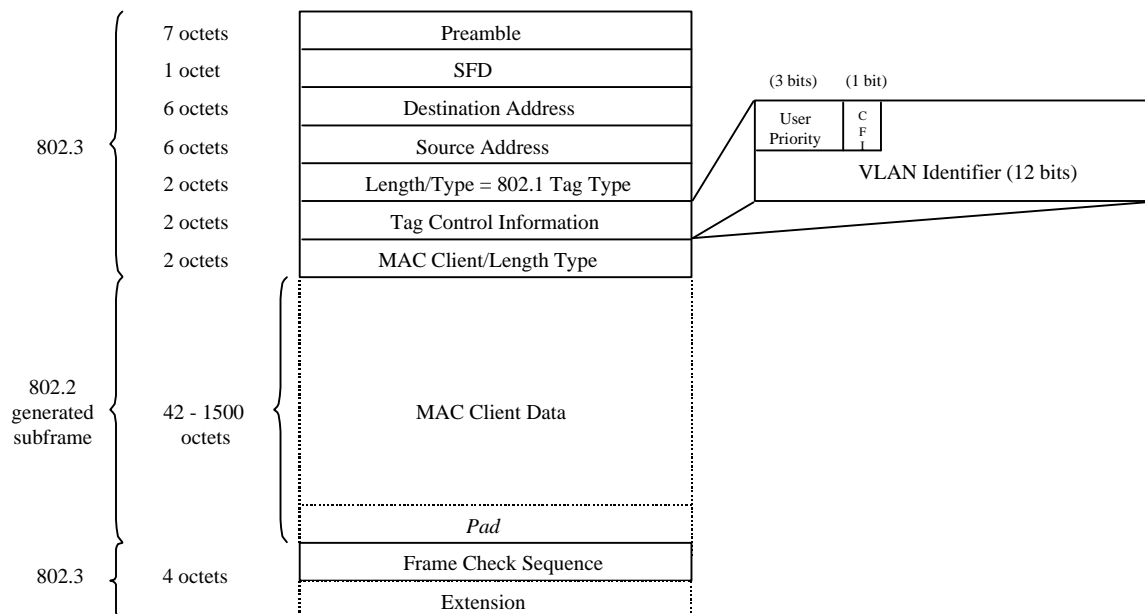 7 octets Preamble
1 octet SFD
(3 bits) (1 bit)
6 octets Destination Address
User
Priority
C
F
I
802.3
6 octets Source Address
VLAN Identifier (12 bits)
2 octets Length/Type = 802.1 Tag Type
2 octets Tag Control Information
2 octets MAC Client/Length Type
802.2
generated
subframe
42 - 1500
octets
MAC Client Data
Pad
Frame Check Sequence
802.3
4 octets
Extension